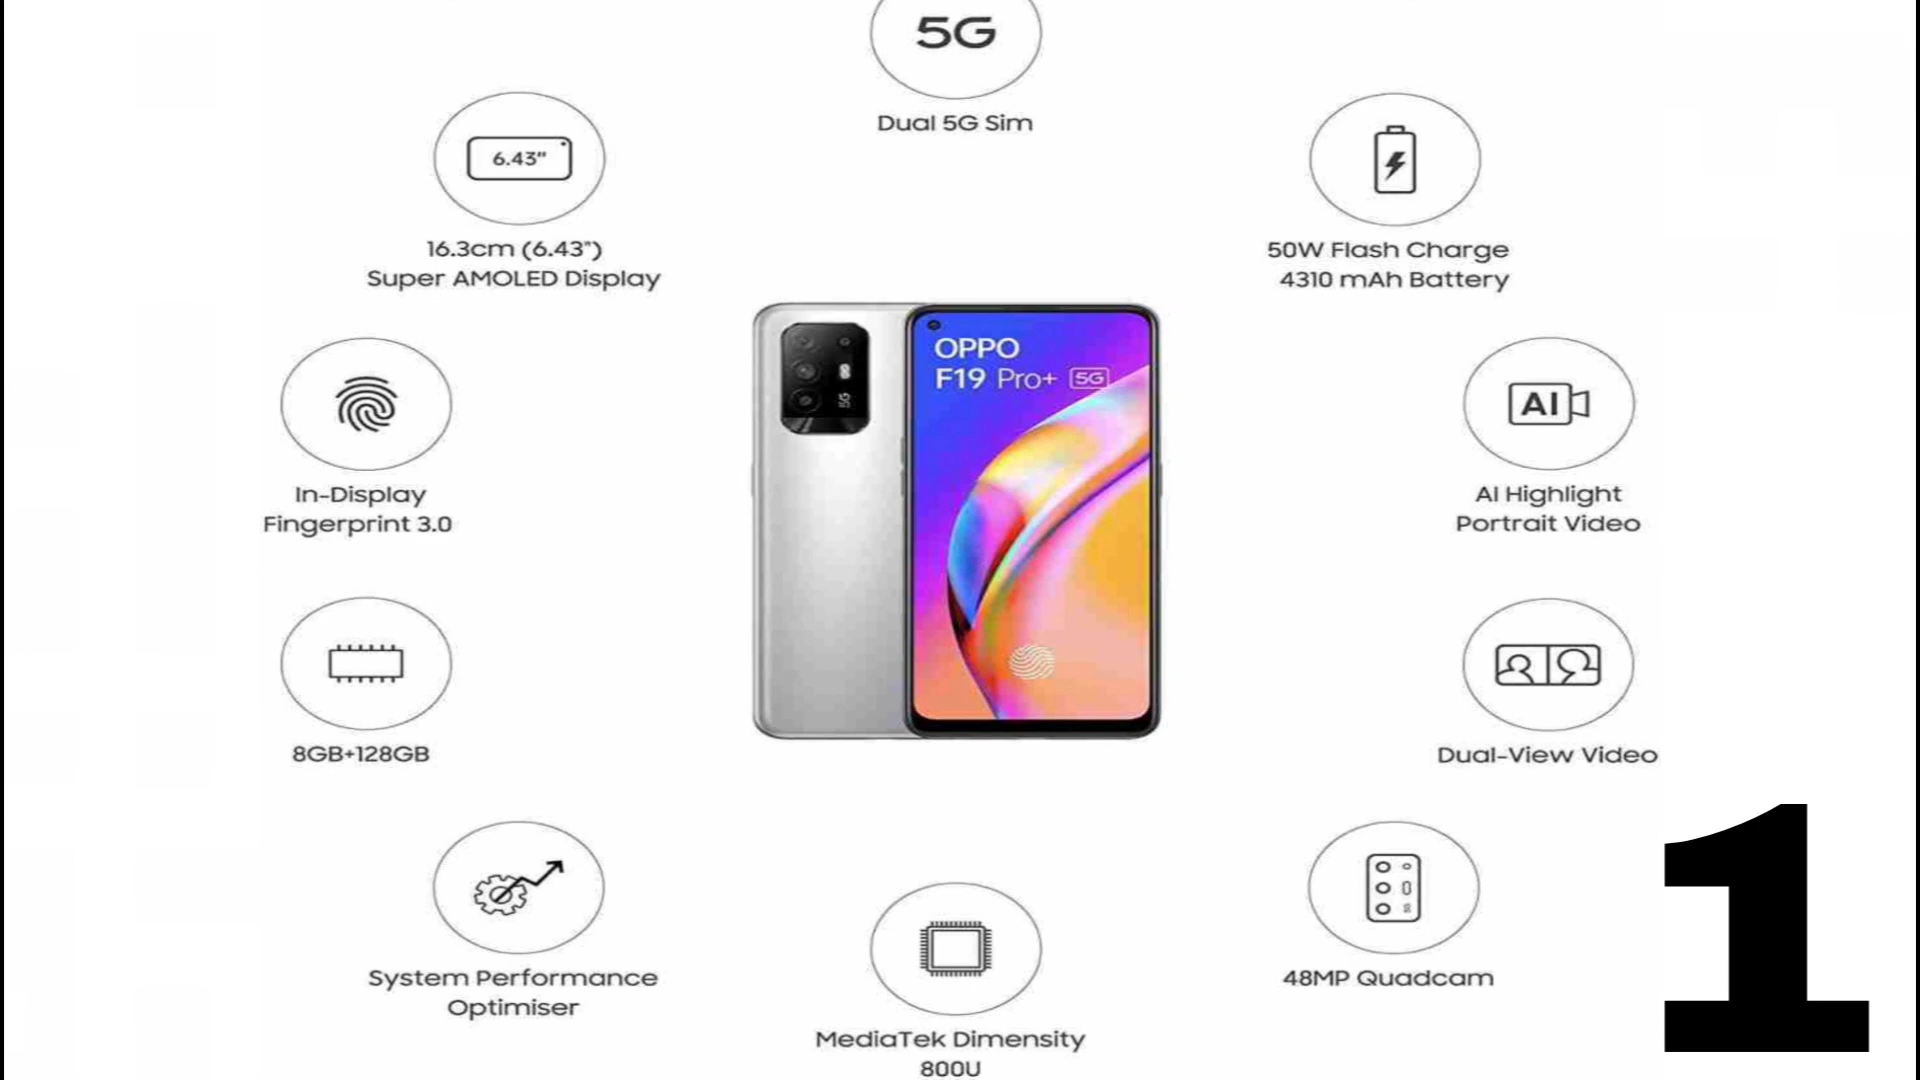 5G
Dual 5G Sim
6.43"
16.3cm (6.43")
Super AMOLED Display
50W Flash Charge
4310 mAh Battery
OPPO
F19 Pro+ 5G
5G
In-Display
Fingerprint 3.0
AI
AI Highlight
Portrait Video
8GB+128GB
Dual-View Video
System Performance
Optimiser
MediaTek Dimensity
800U
48MP Quadcam
1